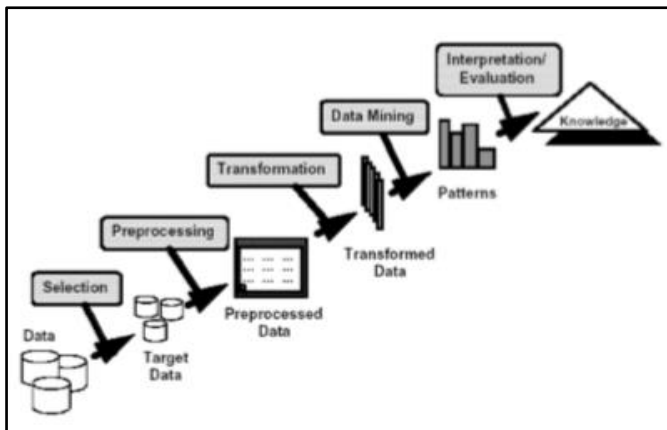 Interpretation/
Evaluation
Data Mining
Knowledge
Transformation
Patterns
Preprocessing
Transformed
Data
Selection
Preprocessed
Data
Data
Target
Data